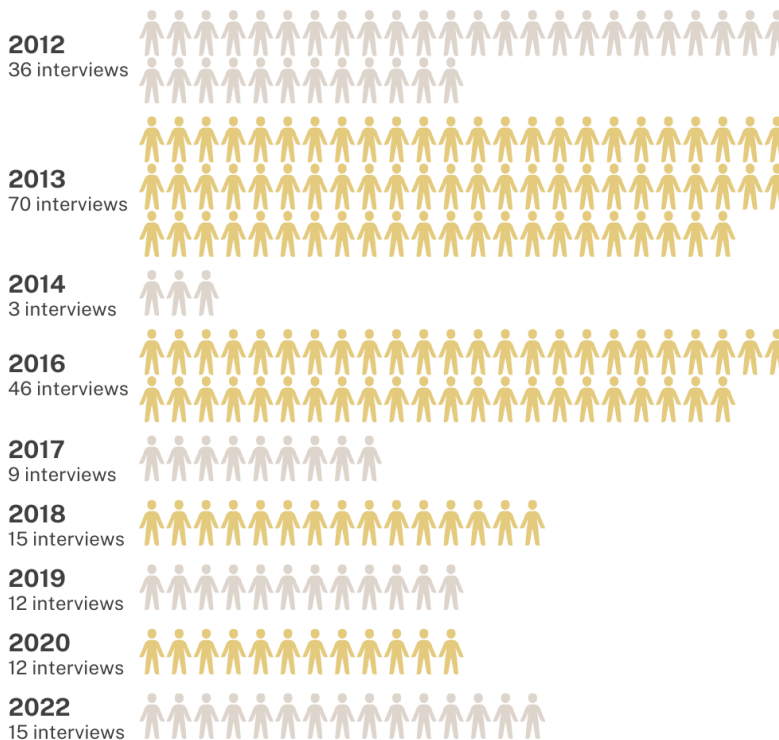 2012
36 interviews
2013
70 interviews
2014
3 interviews
2016
46 interviews
2017
9 interviews
2018
15 interviews
2019
12 interviews
2020
12 interviews
2022
15 interviews